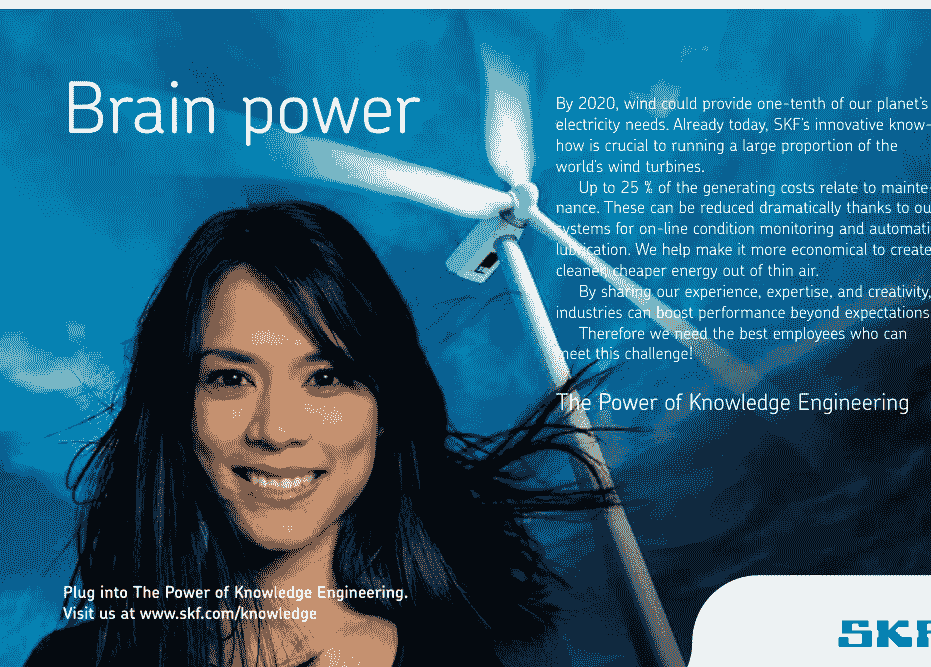 Brain power
By 2020, wind could provide one-tenth of our planet's
electricity needs. Already today, SKF's innovative know-
how is crucial to running a large proportion of the
world's wind turbines.
Up to 25 % of the generating costs relate to mainte-
nance. These can be reduced dramatically thanks to ou
systems for on-line condition monitoring and automati
lubrication. We help make it more economical to create
cleaner, cheaper energy out of thin air.
By sharing our experience, expertise, and creativity,
industries can boost performance beyond expectations
Therefore we need the best employees who can
meet this challenge!
The Power of Knowledge Engineering
Plug into The Power of Knowledge Engineering.
Visit us at www.skf.com/knowledge
SKF